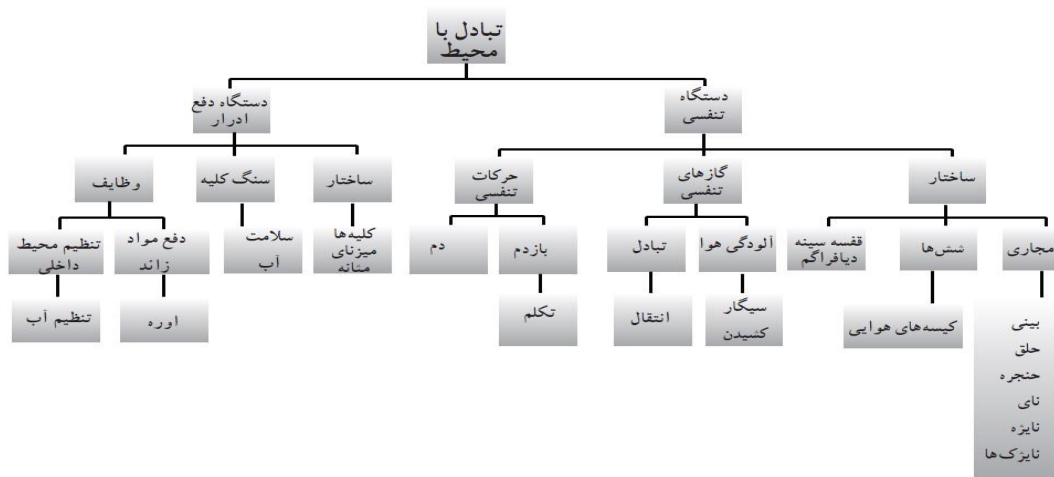 تبادل با
محیط
دستگاه
تنفسی
دستگاه دفع
ادرار
ساختار
گازهای
تنفسی
حرکات
تنفسی
ساختار
سنگ کلیه
وظایف
مجاری
شش‌ها
قفسه سینه
دیافراگم
آلودگی هوا
تبادل
بازدم
دم
کلیه‌ها
میزنای
مثانه
سلامت
آب
دفع مواد
زائد
تنظیم محیط
داخلی
بینی
حلق
حنجره
نای
نایژه
نایژک‌ها
کیسه‌های هوایی
سیگار
کشیدن
انتقال
تکلم
اوره
تنظیم آب